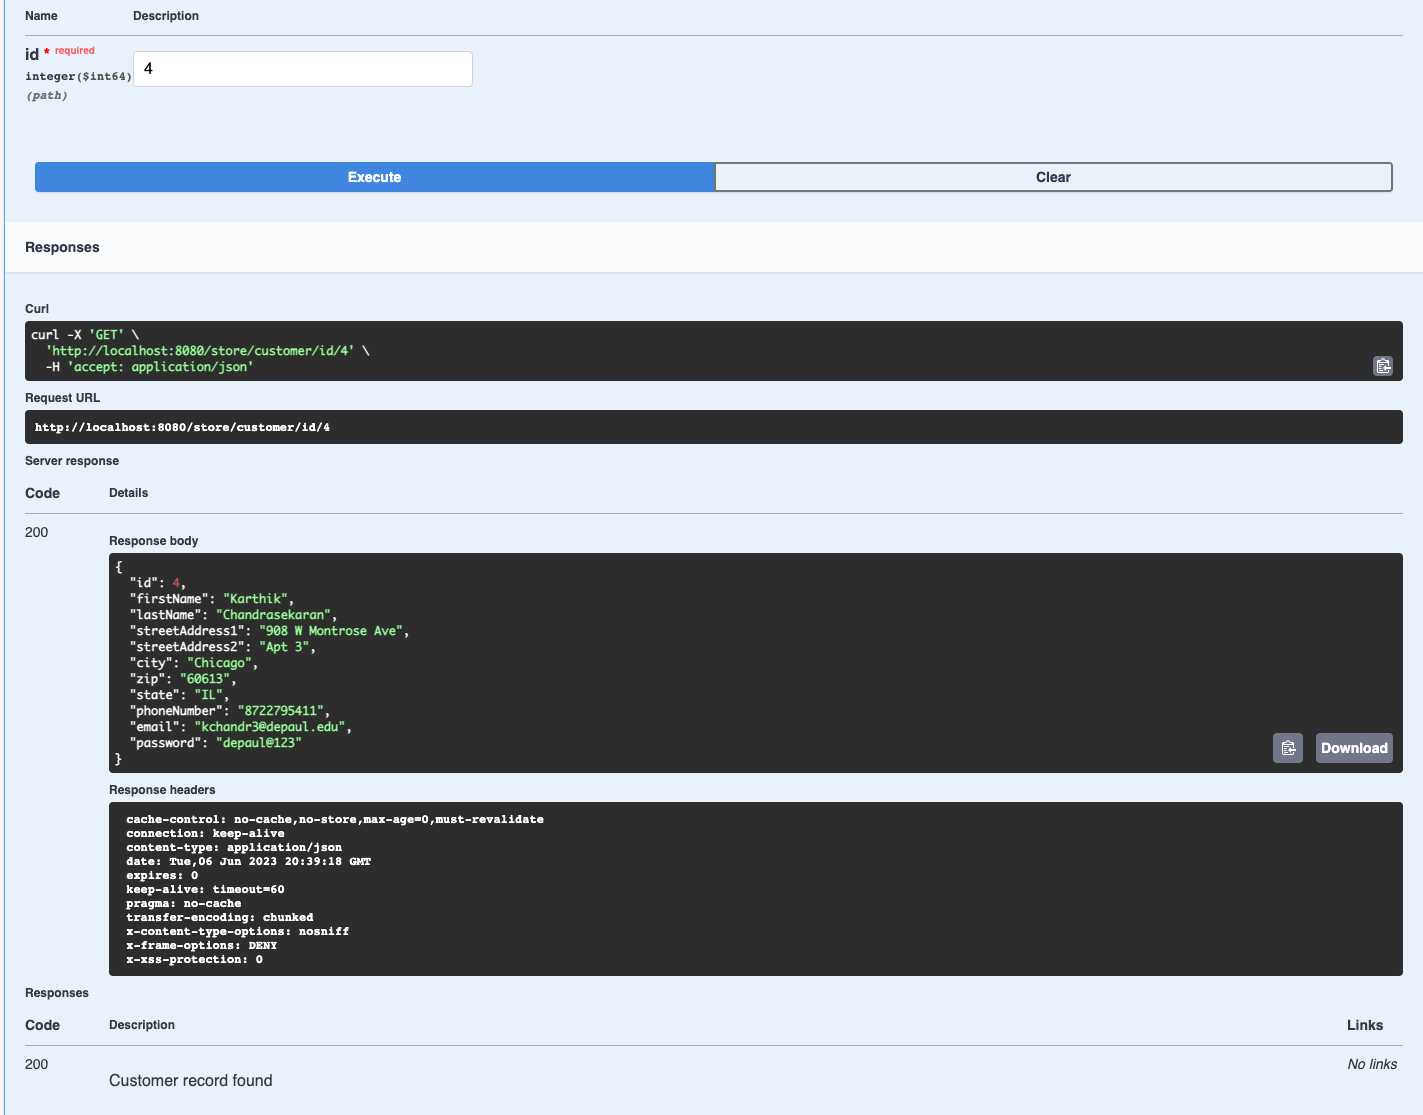 Name Description
id * required
integer($int64)
(path)
4
Execute Clear
Responses
Curl
curl -X 'GET' \
  'http://localhost:8080/store/customer/id/4' \
  -H 'accept: application/json'
Request URL
http://localhost:8080/store/customer/id/4
Server response
Code Details
200
Response body
{
  "id": 4,
  "firstName": "Karthik",
  "lastName": "Chandrasekaran",
  "streetAddress1": "908 W Montrose Ave",
  "streetAddress2": "Apt 3",
  "city": "Chicago",
  "zip": "60613",
  "state": "IL",
  "phoneNumber": "8722795411",
  "email": "kchandr3@depaul.edu",
  "password": "depaul@123"
}
Download
Response headers
cache-control: no-cache,no-store,max-age=0,must-revalidate
connection: keep-alive
content-type: application/json
date: Tue,06 Jun 2023 20:39:18 GMT
expires: 0
keep-alive: timeout=60
pragma: no-cache
transfer-encoding: chunked
x-content-type-options: nosniff
x-frame-options: DENY
x-xss-protection: 0
Responses
Code Description Links
200
Customer record found
No links